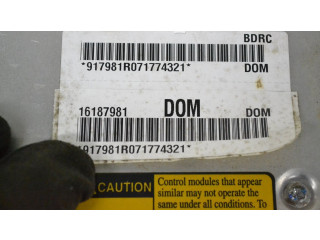 BDRC
*917981R071774321* DOM
16187981 DOM DOM
*917981R071774321*
CAUTION
Control modules that appear
similar may not operate the
same under all conditions. To